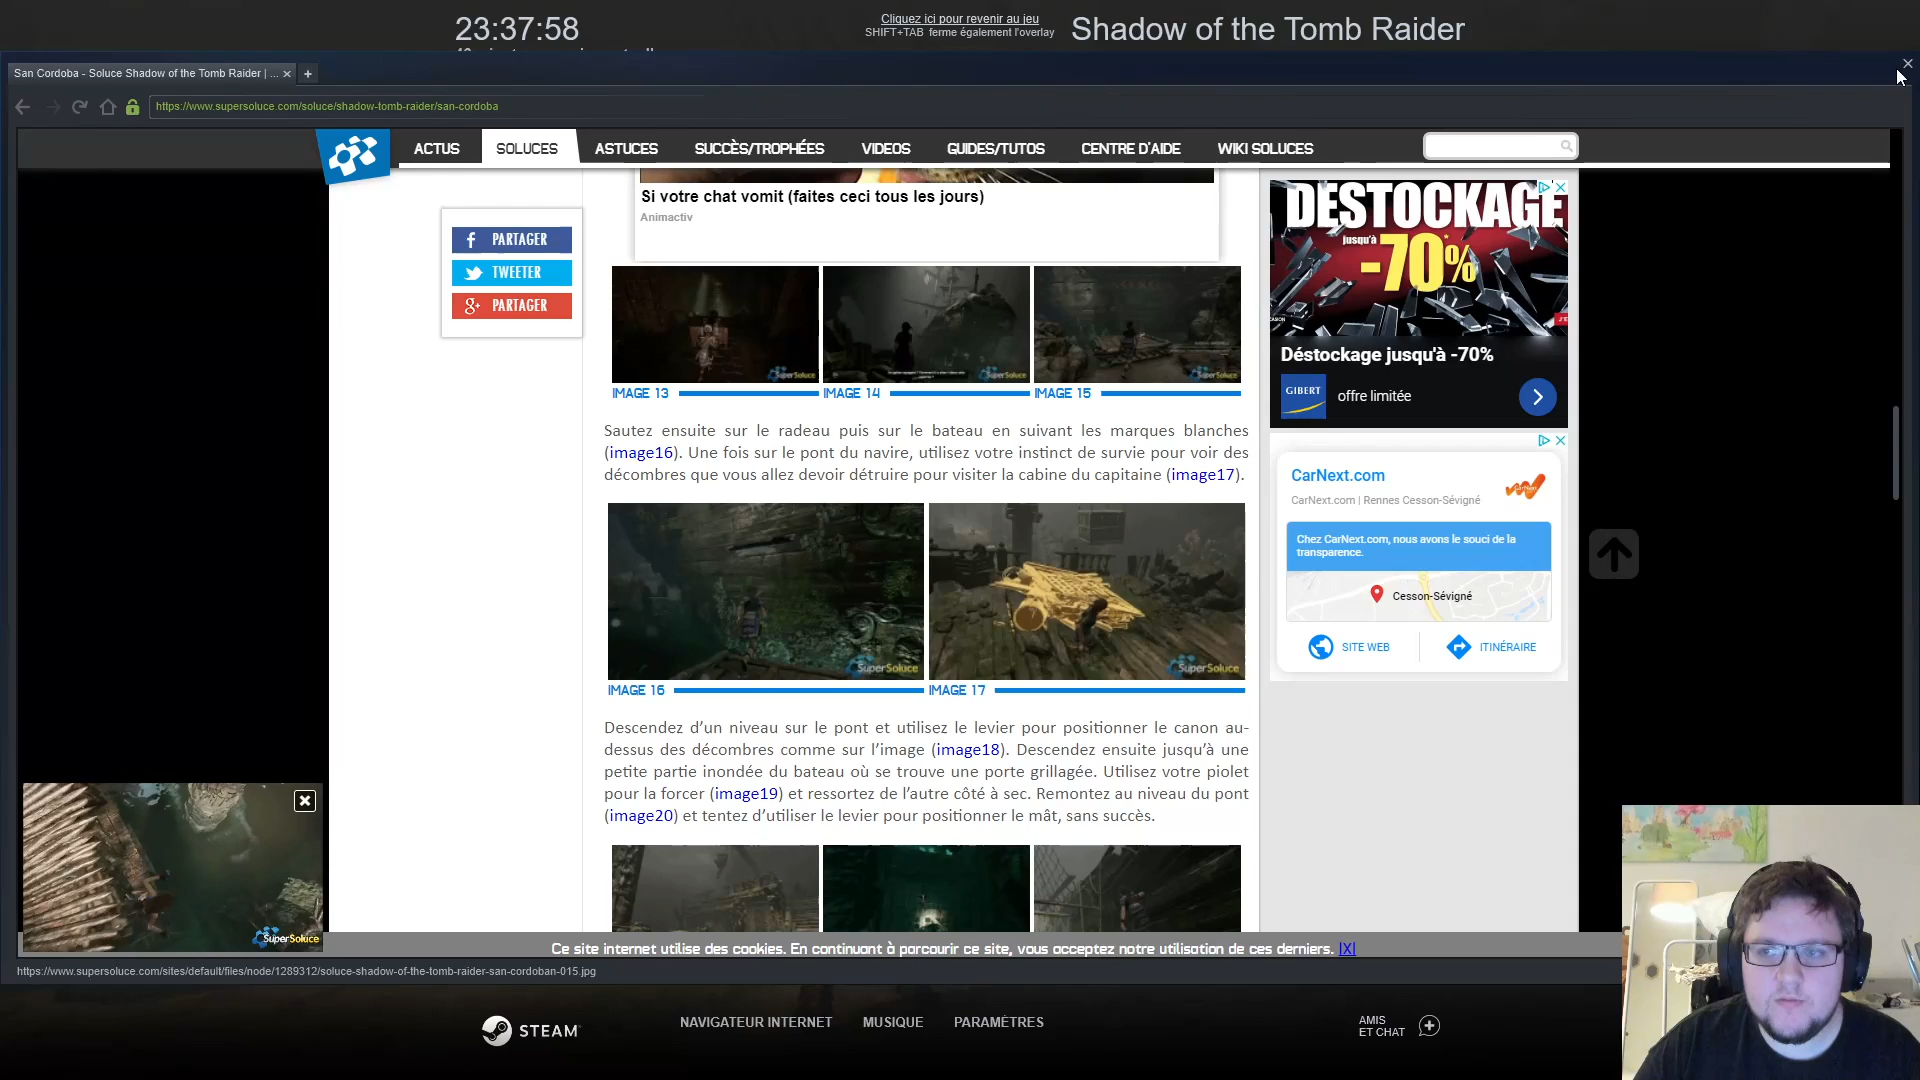 23:37:58
Cliquez ici pour revenir au jeu
SHIFT+TAB ferme également l'overlay
Shadow of the Tomb Raider
San Cordoba - Soluce Shadow of the Tomb Raider | ...
https://www.supersoluce.com/soluce/shadow-tomb-raider/san-cordoba
ACTUS
SOLUCES
ASTUCES
SUCCÈS/TROPHÉES
VIDEOS
GUIDES/TUTOS
CENTRE D'AIDE
WIKI SOLUCES
Si votre chat vomit (faites ceci tous les jours)
Animactiv
PARTAGER
TWEETER
PARTAGER
DÉSTOCKAGE
jusqu'à
-70%*
Déstockage jusqu'à -70%
GIBERT
offre limitée
SuperSoluce
SuperSoluce
SuperSoluce
IMAGE 13
IMAGE 14
IMAGE 15
Sautez ensuite sur le radeau puis sur le bateau en suivant les marques blanches
(image16). Une fois sur le pont du navire, utilisez votre instinct de survie pour voir des
décombres que vous allez devoir détruire pour visiter la cabine du capitaine (image17).
CarNext.com
CarNext.com | Rennes Cesson-Sévigné
Chez CarNext.com, nous avons le souci de la
transparence.
Cesson-Sévigné
SITE WEB
ITINÉRAIRE
SuperSoluce
SuperSoluce
IMAGE 16
IMAGE 17
Descendez d'un niveau sur le pont et utilisez le levier pour positionner le canon au-
dessus des décombres comme sur l'image (image18). Descendez ensuite jusqu'à une
petite partie inondée du bateau où se trouve une porte grillagée. Utilisez votre piolet
pour la forcer (image19) et ressortez de l'autre côté à sec. Remontez au niveau du pont
(image20) et tentez d'utiliser le levier pour positionner le mât, sans succès.
SuperSoluce
Ce site internet utilise des cookies. En continuant à parcourir ce site, vous acceptez notre utilisation de ces derniers. [X]
https://www.supersoluce.com/sites/default/files/node/1289312/soluce-shadow-of-the-tomb-raider-san-cordoban-015.jpg
STEAM
NAVIGATEUR INTERNET
MUSIQUE
PARAMÈTRES
AMIS
ET CHAT